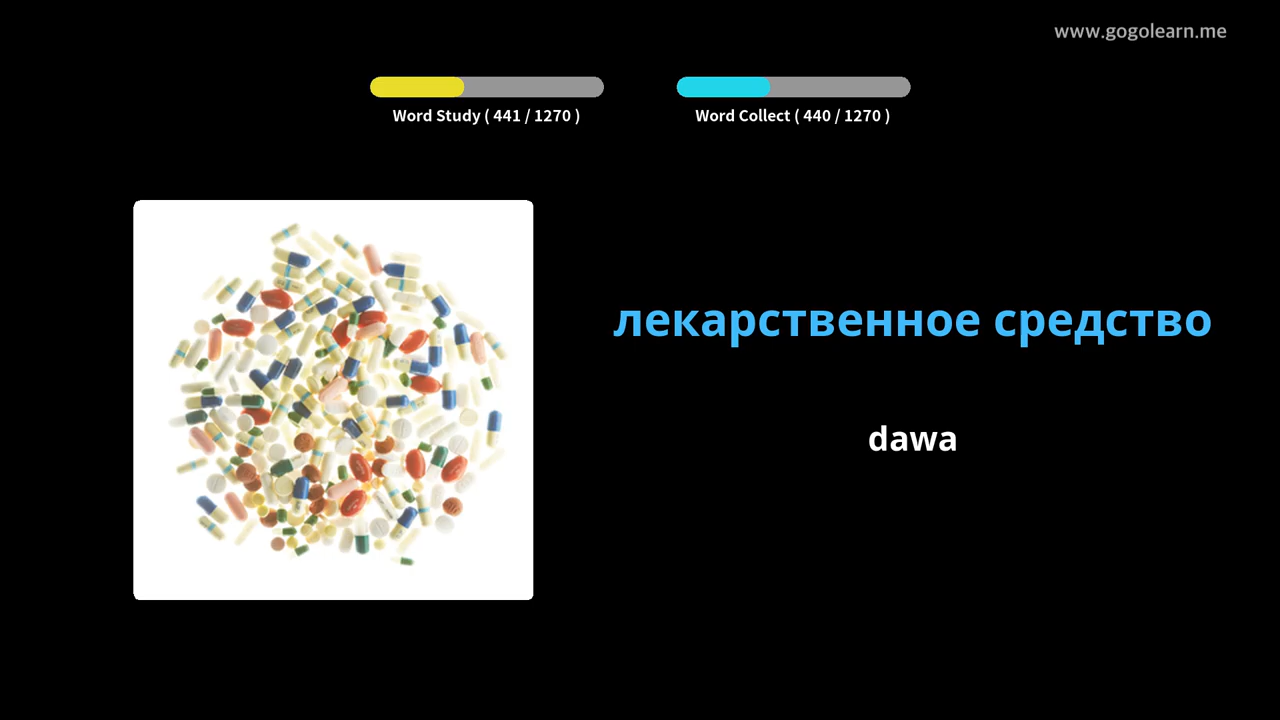 www.gogolearn.me
Word Study ( 441 / 1270 )
Word Collect ( 440 / 1270 )
лекарственное средство
dawa